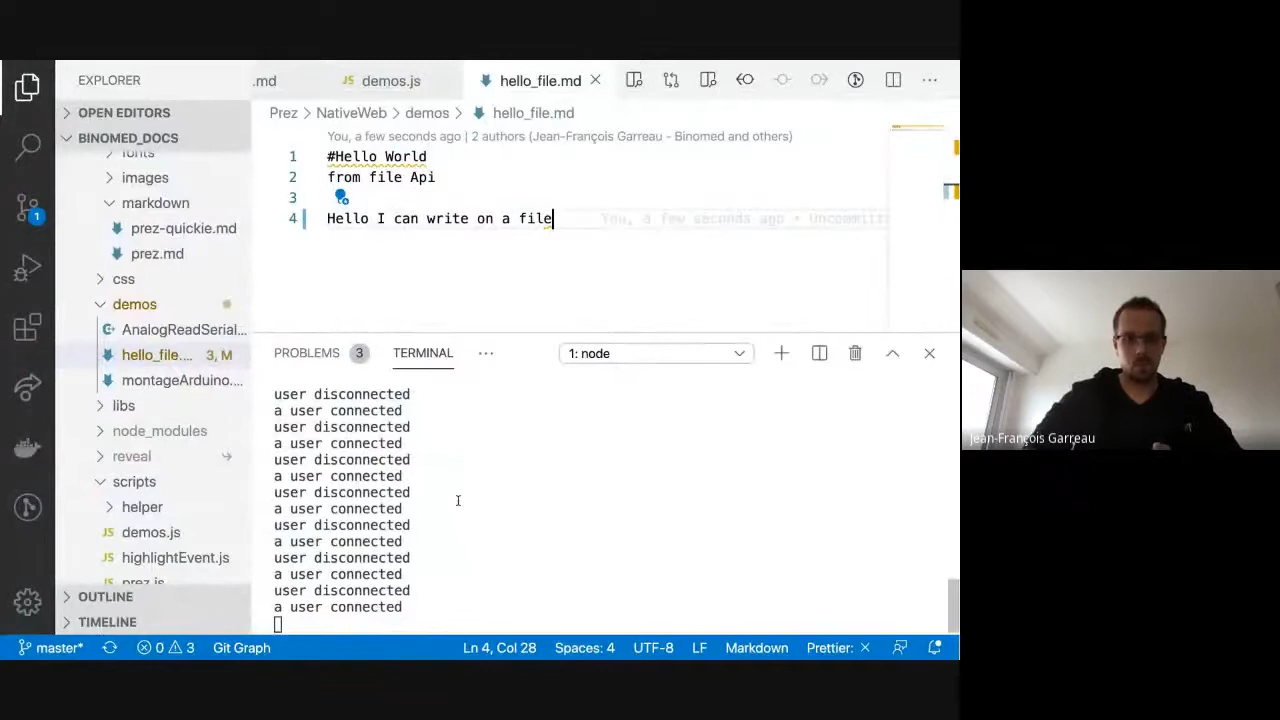 EXPLORER
OPEN EDITORS
BINOMED_DOCS
fonts
images
markdown
prez-quickie.md
prez.md
css
demos
AnalogReadSerial...
hello_file.... 3, M
montageArduino....
libs
node_modules
reveal
scripts
helper
JS demos.js
JS highlightEvent.js
JS prez.js
OUTLINE
TIMELINE
1
.md
JS demos.js
hello_file.md
Prez > NativeWeb > demos > hello_file.md
You, a few seconds ago | 2 authors (Jean-François Garreau - Binomed and others)
1 #Hello World
2 from file Api
3
4 Hello I can write on a file You, a few seconds ago • Uncommitt
PROBLEMS 3 TERMINAL ··· 1: node
user disconnected
a user connected
user disconnected
a user connected
user disconnected
a user connected
user disconnected
a user connected
user disconnected
a user connected
user disconnected
a user connected
user disconnected
a user connected
master* 0 3 Git Graph Ln 4, Col 28 Spaces: 4 UTF-8 LF Markdown Prettier: ×
Jean-François Garreau